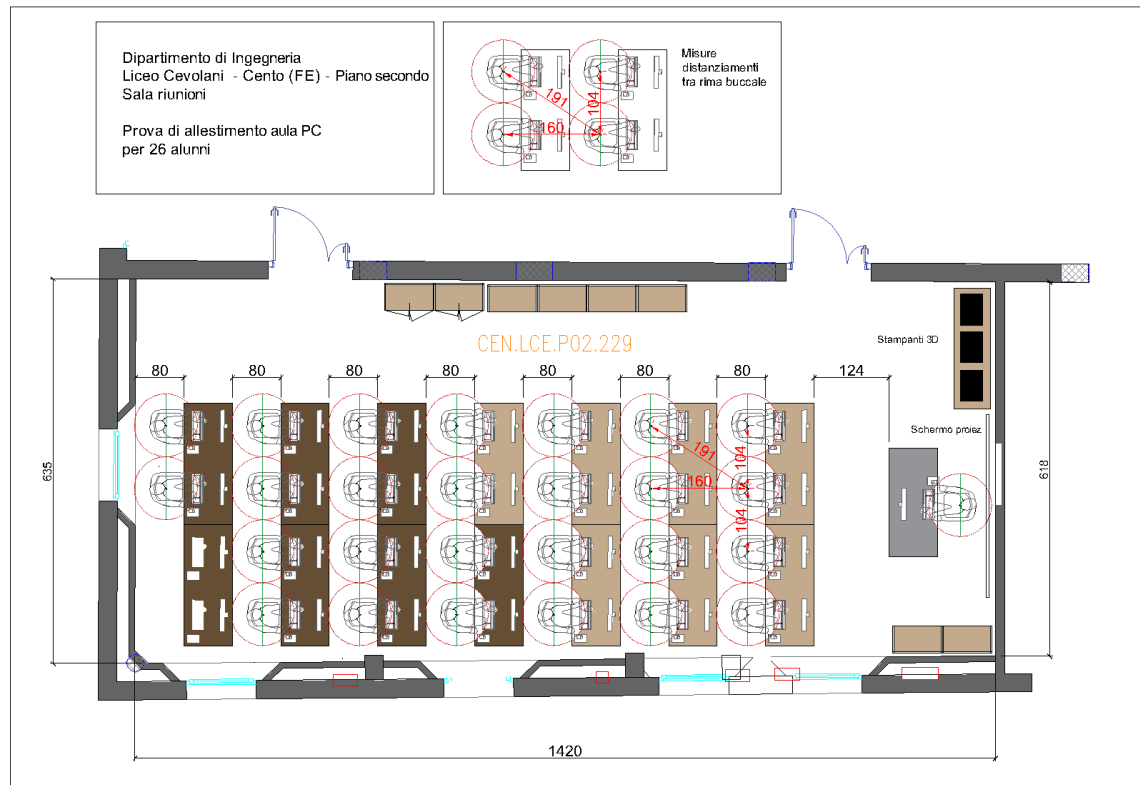 Dipartimento di Ingegneria
Liceo Cevolani - Cento (FE) - Piano secondo
Sala riunioni
Prova di allestimento aula PC
per 26 alunni
Misure
distanziamenti
tra rima buccale
191
104
160
CEN.LCE.P02.229
Stampanti 3D
80
80
80
80
80
80
80
124
Schermo proiez
191
104
160
104
635
618
1420